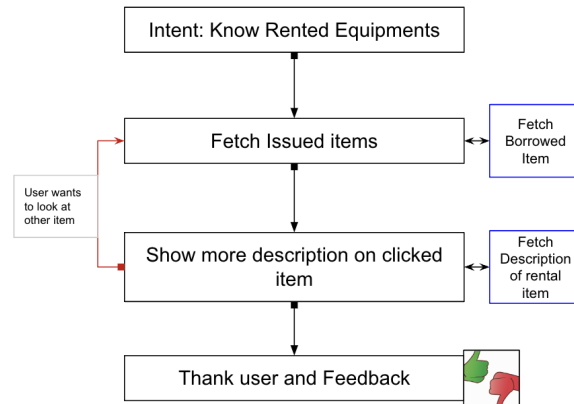 Intent: Know Rented Equipments
Fetch Issued items
Fetch
Borrowed
Item
User wants
to look at
other item
Show more description on clicked
item
Fetch
Description
of rental
item
Thank user and Feedback